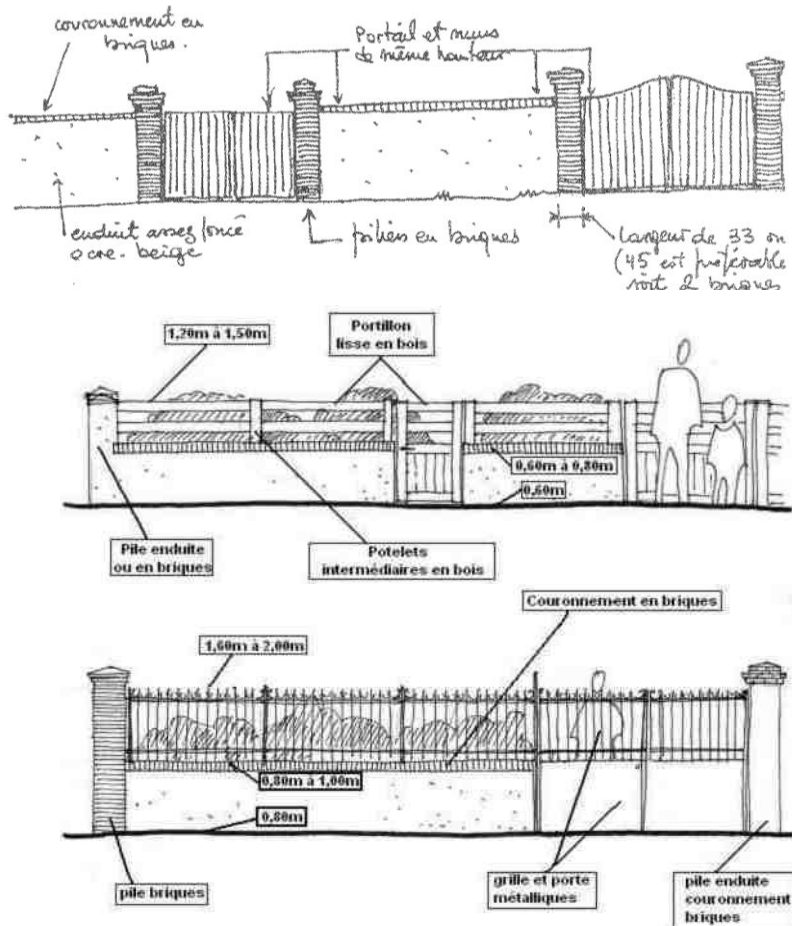 couronnement en
briques.
Portail et murs
de même hauteur
enduit assez foncé
ocre-beige
piliers en briques
largeur de 33 ou
(45 est préférable
soit 2 briques
1,20m à 1,50m
Portillon
lisse en bois
0,60m à 0,80m
0,60m
Pile enduite
ou en briques
Potelets
intermédiaires en bois
Couronnement en briques
1,60m à 2,00m
0,80m à 1,00m
0,80m
pile briques
grille et porte
métalliques
pile enduite
couronnement
briques